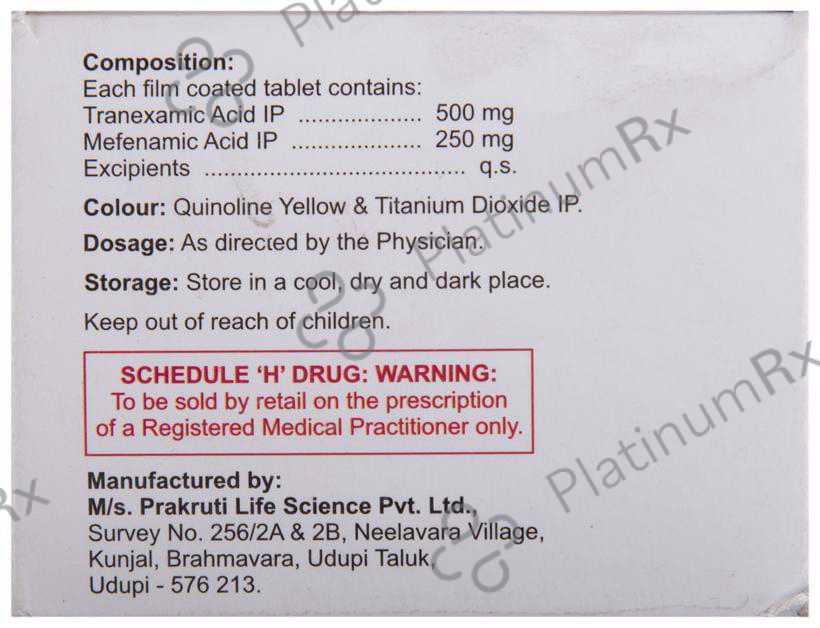 Composition:
Each film coated tablet contains:
Tranexamic Acid IP ................... 500 mg
Mefenamic Acid IP .................... 250 mg
Excipients ........................................ q.s.
Colour: Quinoline Yellow & Titanium Dioxide IP.
Dosage: As directed by the Physician.
Storage: Store in a cool, dry and dark place.
Keep out of reach of children.
SCHEDULE ‘H’ DRUG: WARNING:
To be sold by retail on the prescription
of a Registered Medical Practitioner only.
Manufactured by:
M/s. Prakruti Life Science Pvt. Ltd.,
Survey No. 256/2A & 2B, Neelavara Village,
Kunjal, Brahmavara, Udupi Taluk,
Udupi - 576 213.
Plat
PlatinumRx
PlatinumRx
Rx